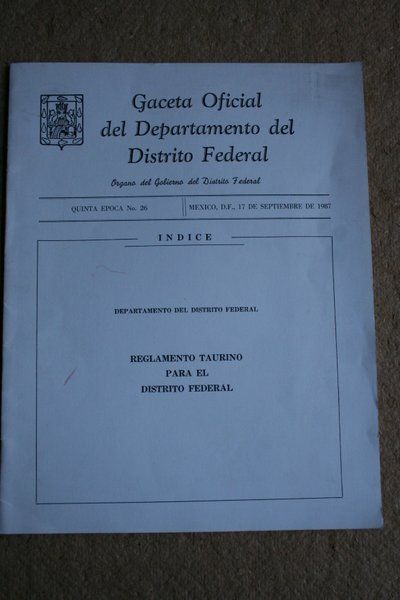 Gaceta Oficial
del Departamento del
Distrito Federal
Organo del Gobierno del Distrito Federal
QUINTA EPOCA No. 26
MEXICO, D.F., 17 DE SEPTIEMBRE DE 1987
INDICE
DEPARTAMENTO DEL DISTRITO FEDERAL
REGLAMENTO TAURINO
PARA EL
DISTRITO FEDERAL